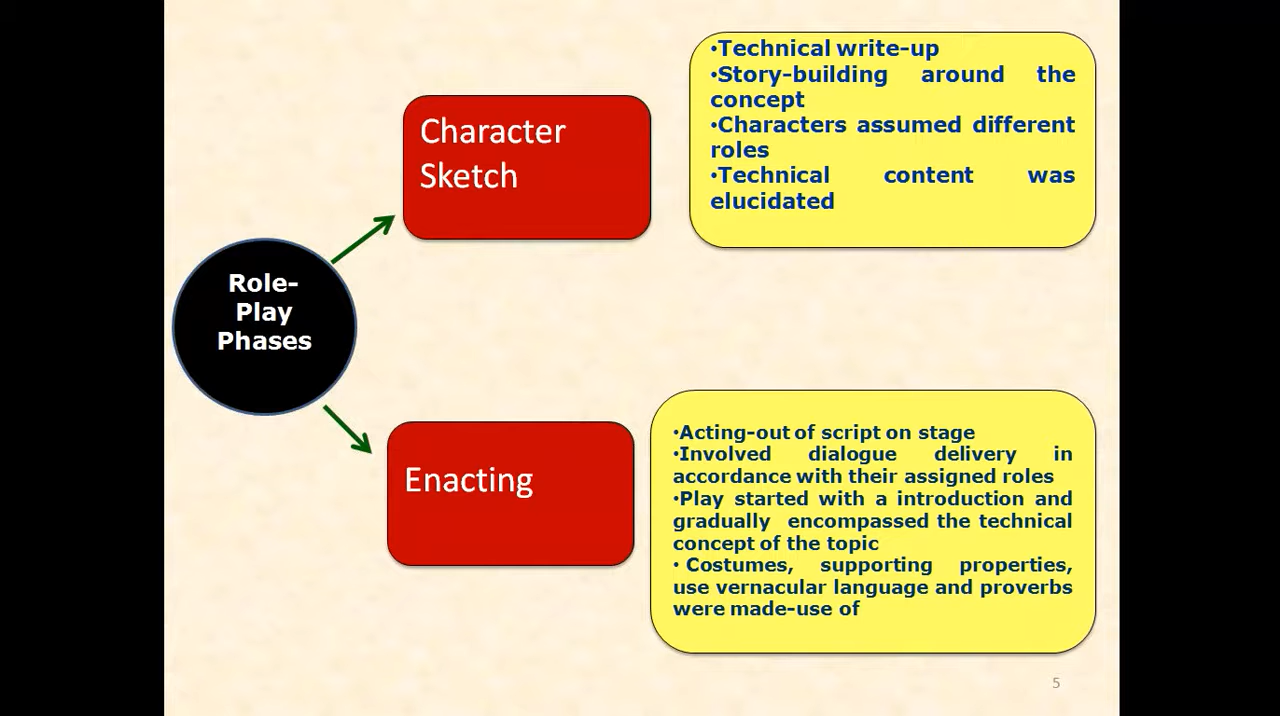 Role-
Play
Phases
Character
Sketch
•Technical write-up
•Story-building around the
concept
•Characters assumed different
roles
•Technical content was
elucidated
Enacting
•Acting-out of script on stage
•Involved dialogue delivery in
accordance with their assigned roles
•Play started with a introduction and
gradually encompassed the technical
concept of the topic
• Costumes, supporting properties,
use vernacular language and proverbs
were made-use of
5